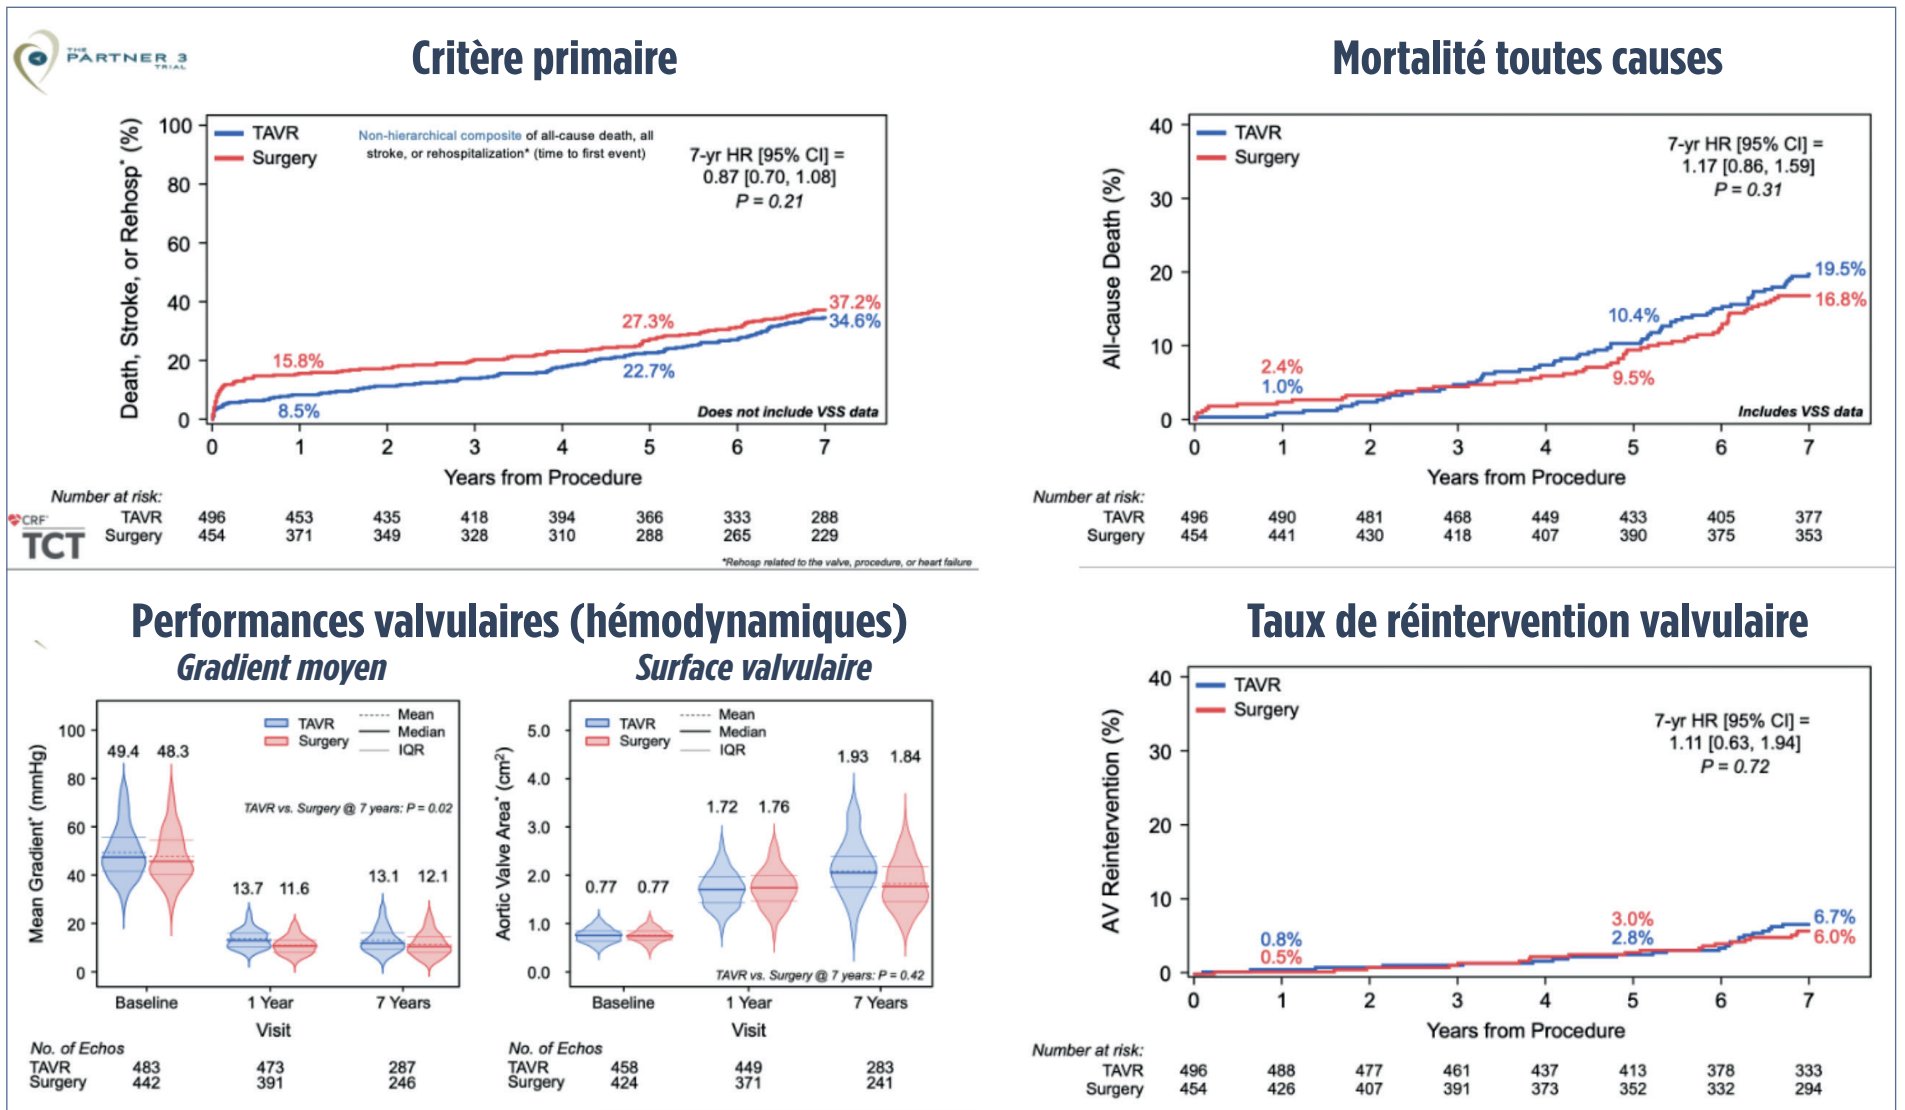 THE
PARTNER 3
TRIAL
Critère primaire
Death, Stroke, or Rehosp* (%)
100
80
60
40
20
0
TAVR
Surgery
Non-hierarchical composite of all-cause death, all
stroke, or rehospitalization* (time to first event)
7-yr HR [95% CI] =
0.87 [0.70, 1.08]
P = 0.21
15.8%
8.5%
27.3%
22.7%
37.2%
34.6%
Does not include VSS data
0 1 2 3 4 5 6 7
Years from Procedure
Number at risk:
TAVR 496 453 435 418 394 366 333 288
Surgery 454 371 349 328 310 288 265 229
*Rehosp related to the valve, procedure, or heart failure
CRF
TCT
Mortalité toutes causes
All-cause Death (%)
40
30
20
10
0
TAVR
Surgery
7-yr HR [95% CI] =
1.17 [0.86, 1.59]
P = 0.31
2.4%
1.0%
10.4%
9.5%
19.5%
16.8%
Includes VSS data
0 1 2 3 4 5 6 7
Years from Procedure
Number at risk:
TAVR 496 490 481 468 449 433 405 377
Surgery 454 441 430 418 407 390 375 353
Performances valvulaires (hémodynamiques)
Gradient moyen
Mean Gradient* (mmHg)
100
80
60
40
20
0
TAVR
Surgery
Mean
Median
IQR
49.4 48.3
TAVR vs. Surgery @ 7 years: P = 0.02
13.7 11.6
13.1 12.1
Baseline 1 Year 7 Years
Visit
No. of Echos
TAVR 483 473 287
Surgery 442 391 246
Surface valvulaire
Aortic Valve Area* (cm²)
5.0
4.0
3.0
2.0
1.0
0.0
TAVR
Surgery
Mean
Median
IQR
0.77 0.77
1.72 1.76
1.93 1.84
TAVR vs. Surgery @ 7 years: P = 0.42
Baseline 1 Year 7 Years
Visit
No. of Echos
TAVR 458 449 283
Surgery 424 371 241
Taux de réintervention valvulaire
AV Reintervention (%)
40
30
20
10
0
TAVR
Surgery
7-yr HR [95% CI] =
1.11 [0.63, 1.94]
P = 0.72
0.8%
0.5%
3.0%
2.8%
6.7%
6.0%
0 1 2 3 4 5 6 7
Years from Procedure
Number at risk:
TAVR 496 488 477 461 437 413 378 333
Surgery 454 426 407 391 373 352 332 294